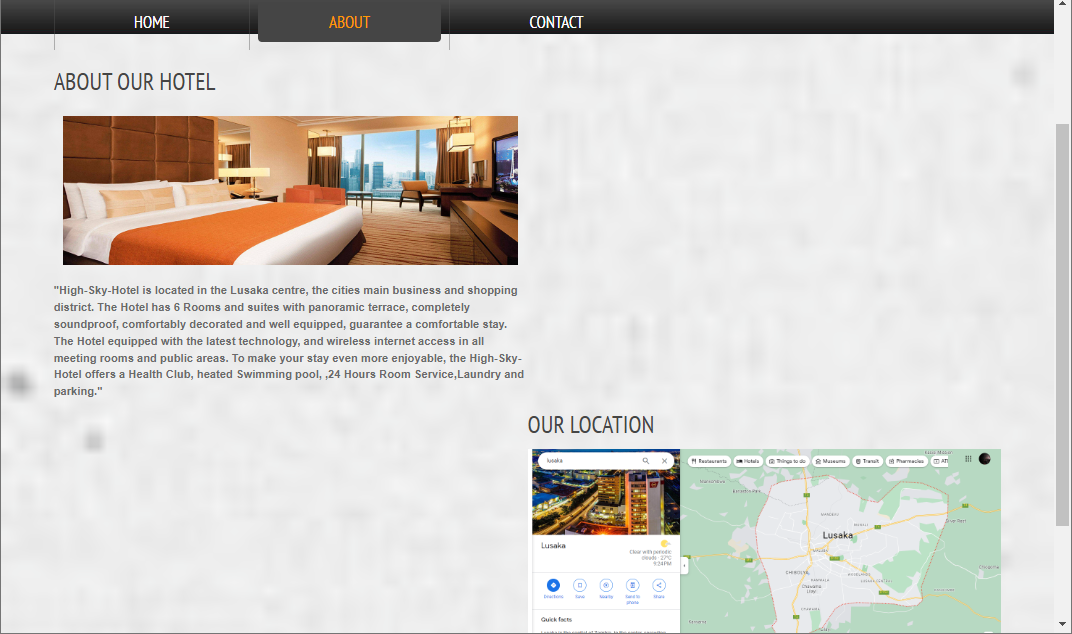 HOME ABOUT CONTACT
ABOUT OUR HOTEL
"High-Sky-Hotel is located in the Lusaka centre, the cities main business and shopping
district. The Hotel has 6 Rooms and suites with panoramic terrace, completely
soundproof, comfortably decorated and well equipped, guarantee a comfortable stay.
The Hotel equipped with the latest technology, and wireless internet access in all
meeting rooms and public areas. To make your stay even more enjoyable, the High-Sky-
Hotel offers a Health Club, heated Swimming pool, ,24 Hours Room Service,Laundry and
parking."
OUR LOCATION
lusaka
Restaurants Hotels Things to do Museums Transit Pharmacies
Lusaka
Clear with periodic
clouds · 27°C
Directions Save Nearby Send to
phone Share
Quick facts
Lusaka